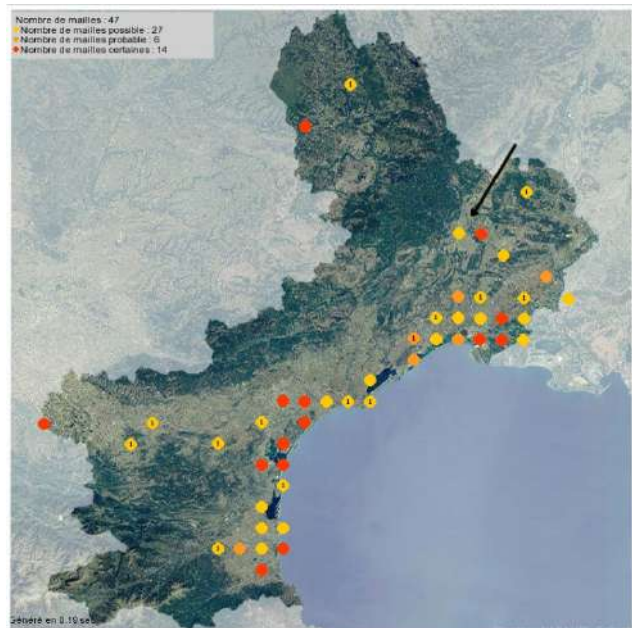 Nombre de mailles : 47
Nombre de mailles possible : 27
Nombre de mailles probable : 6
Nombre de mailles certaines : 14
Généré en 0.19 sec